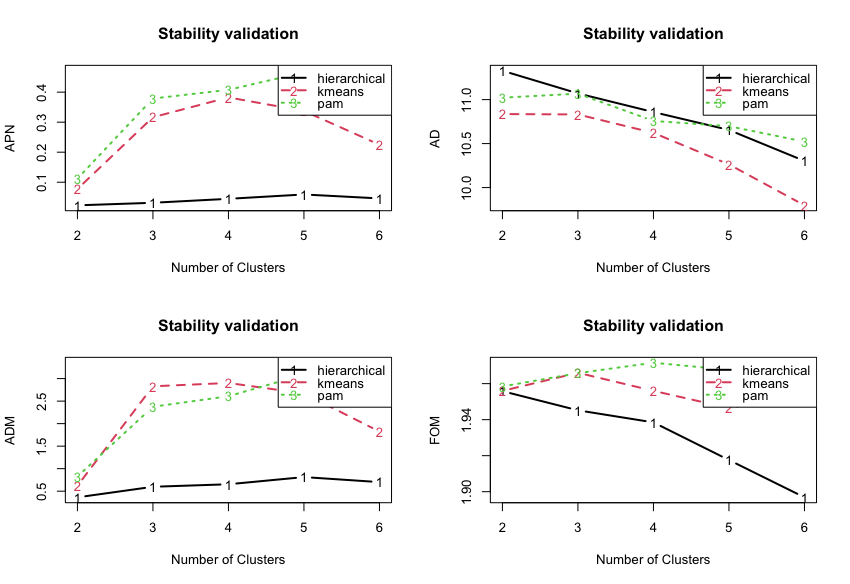 Stability validation
APN
0.1 0.2 0.3 0.4
1 hierarchical
2 kmeans
3 pam
2 3 4 5 6
Number of Clusters
Stability validation
AD
10.0 10.5 11.0
1 hierarchical
2 kmeans
3 pam
2 3 4 5 6
Number of Clusters
Stability validation
ADM
0.5 1.5 2.5
1 hierarchical
2 kmeans
3 pam
2 3 4 5 6
Number of Clusters
Stability validation
FOM
1.90 1.94
1 hierarchical
2 kmeans
3 pam
2 3 4 5 6
Number of Clusters